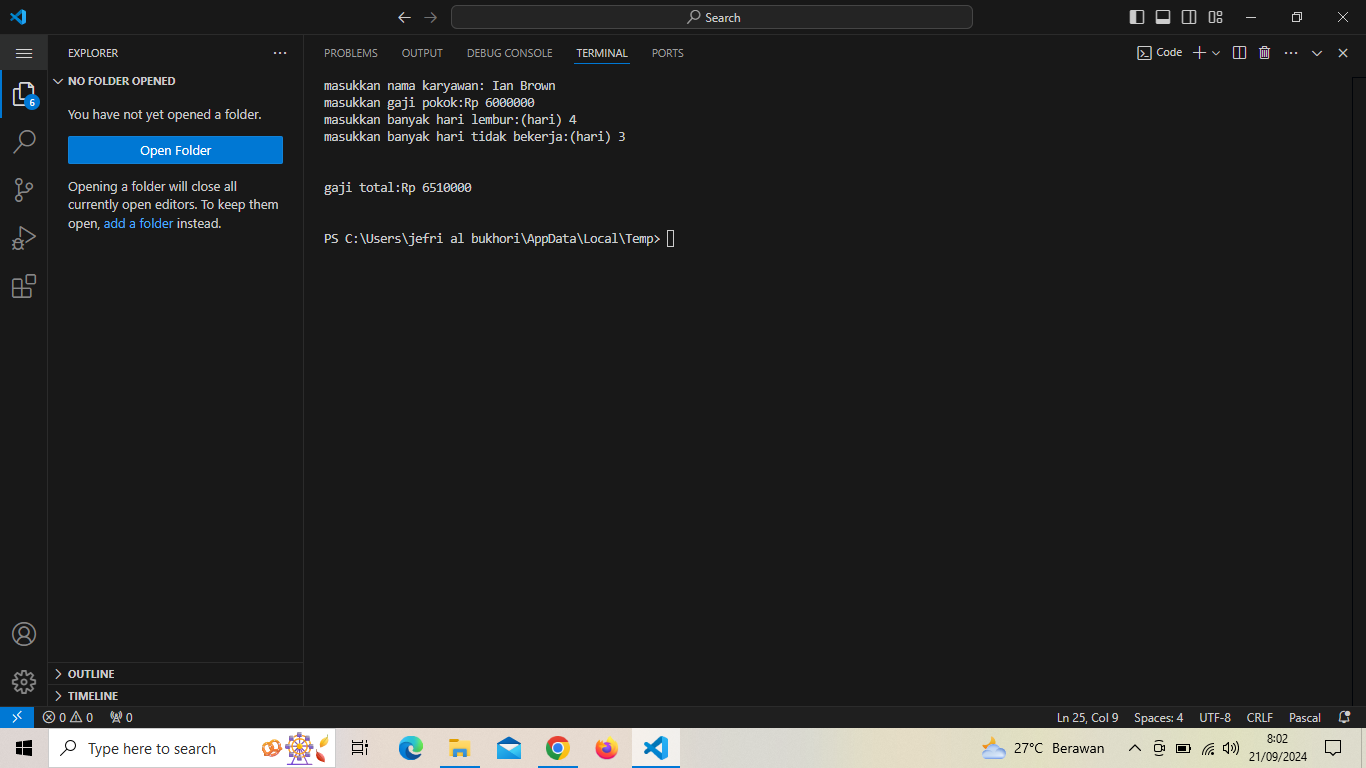 Search
EXPLORER
NO FOLDER OPENED
You have not yet opened a folder.
Open Folder
Opening a folder will close all
currently open editors. To keep them
open, add a folder instead.
OUTLINE
TIMELINE
6
PROBLEMS OUTPUT DEBUG CONSOLE TERMINAL PORTS
Code
masukkan nama karyawan: Ian Brown
masukkan gaji pokok:Rp 6000000
masukkan banyak hari lembur:(hari) 4
masukkan banyak hari tidak bekerja:(hari) 3
gaji total:Rp 6510000
PS C:\Users\jefri al bukhori\AppData\Local\Temp>
0 0 0
Ln 25, Col 9 Spaces: 4 UTF-8 CRLF Pascal
Type here to search
27°C Berawan
8:02
21/09/2024